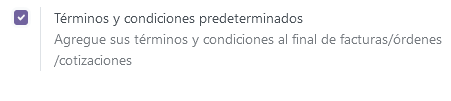 Términos y condiciones predeterminados
Agregue sus términos y condiciones al final de facturas/órdenes
/cotizaciones